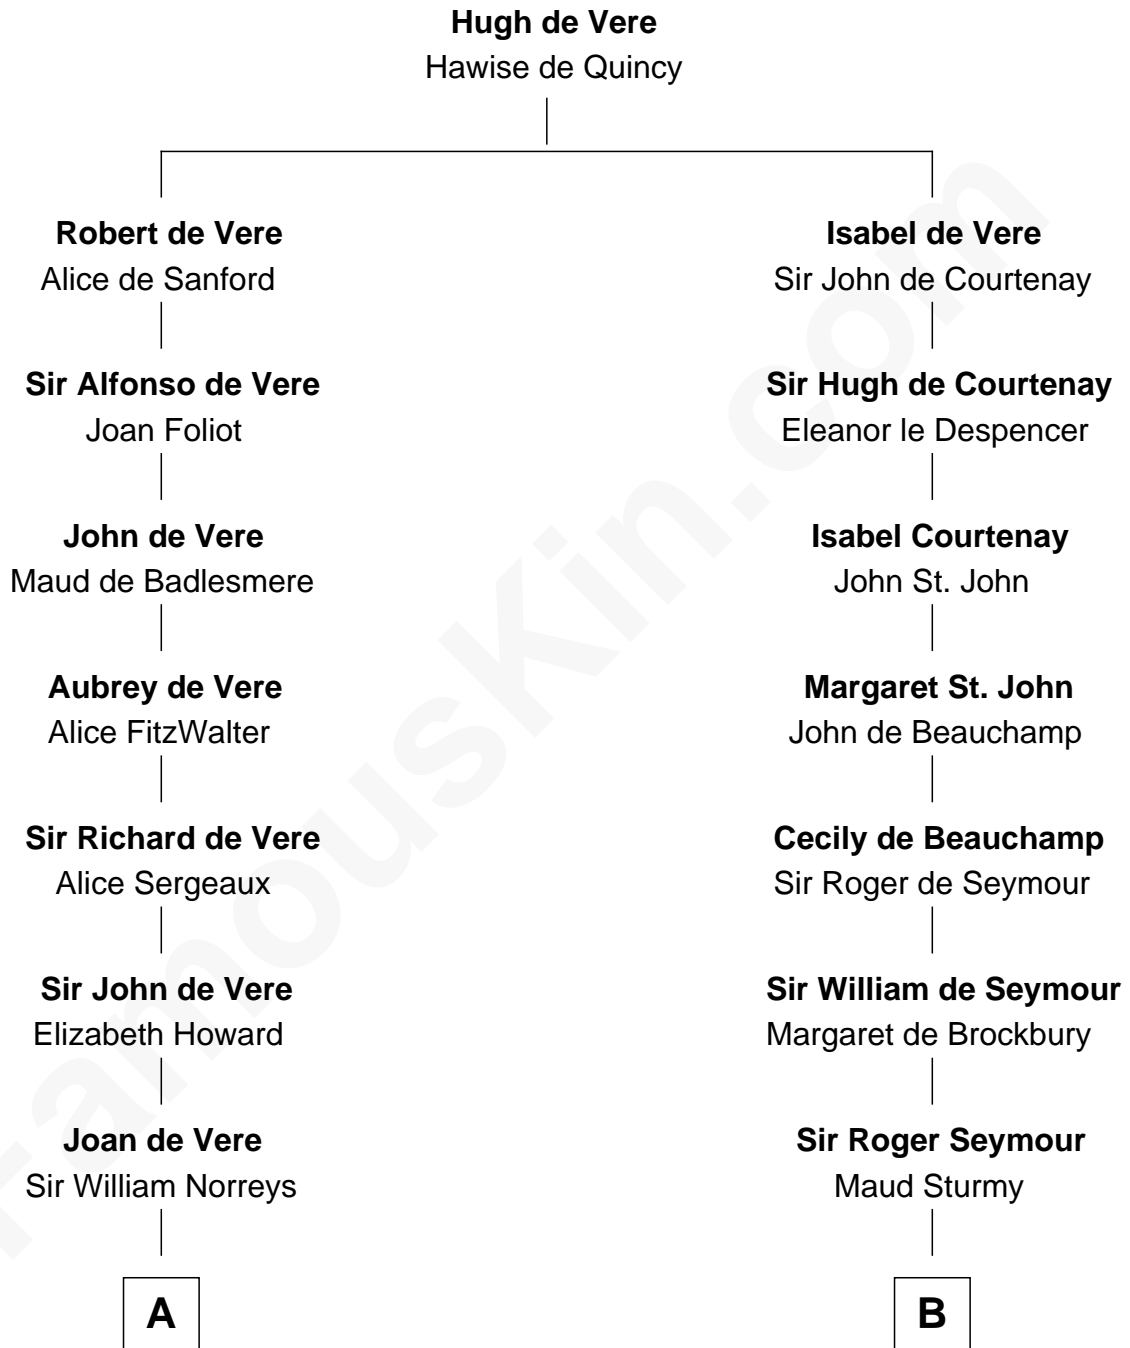 Hugh de Vere
Hawise de Quincy
Robert de Vere
Alice de Sanford
Isabel de Vere
Sir John de Courtenay
Sir Alfonso de Vere
Joan Foliot
Sir Hugh de Courtenay
Eleanor le Despencer
John de Vere
Maud de Badlesmere
Isabel Courtenay
John St. John
Aubrey de Vere
Alice FitzWalter
Margaret St. John
John de Beauchamp
Sir Richard de Vere
Alice Sergeaux
Cecily de Beauchamp
Sir Roger de Seymour
Sir John de Vere
Elizabeth Howard
Sir William de Seymour
Margaret de Brockbury
Joan de Vere
Sir William Norreys
Sir Roger Seymour
Maud Sturmy
A
B
FamousKin.com